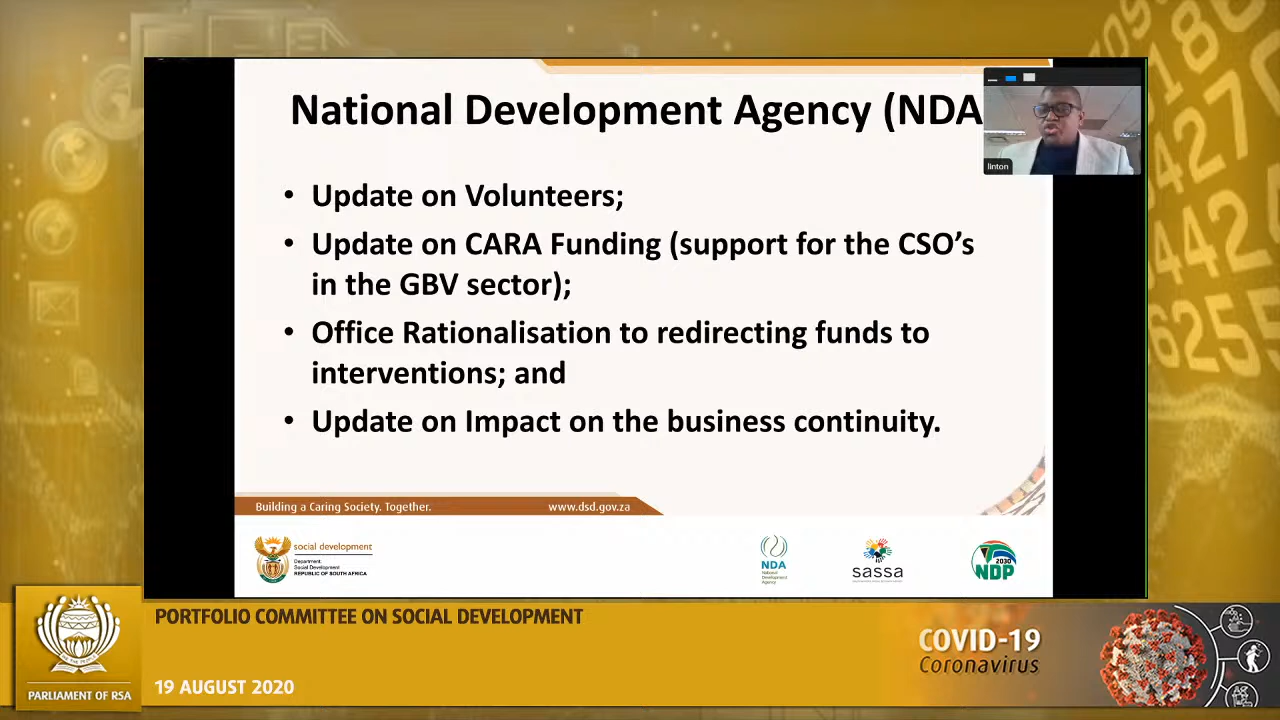 National Development Agency (NDA
linton
• Update on Volunteers;
• Update on CARA Funding (support for the CSO's
in the GBV sector);
• Office Rationalisation to redirecting funds to
interventions; and
• Update on Impact on the business continuity.
Building a Caring Society. Together.
www.dsd.gov.za
social development
Department:
Social Development
REPUBLIC OF SOUTH AFRICA
NDA
National
Development
Agency
sassa
2030
NDP
PORTFOLIO COMMITTEE ON SOCIAL DEVELOPMENT
19 AUGUST 2020
PARLIAMENT OF RSA
COVID-19
Coronavirus